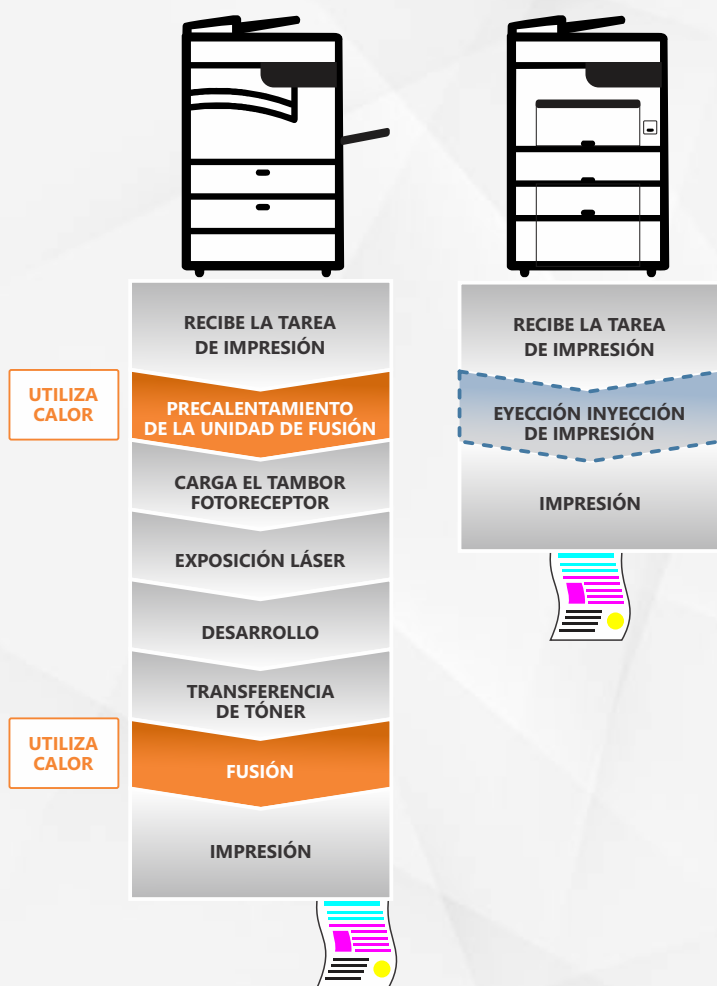 RECIBE LA TAREA
DE IMPRESIÓN
UTILIZA
CALOR
PRECALENTAMIENTO
DE LA UNIDAD DE FUSIÓN
CARGA EL TAMBOR
FOTORECEPTOR
EXPOSICIÓN LÁSER
DESARROLLO
TRANSFERENCIA
DE TÓNER
UTILIZA
CALOR
FUSIÓN
IMPRESIÓN
RECIBE LA TAREA
DE IMPRESIÓN
EYECCIÓN INYECCIÓN
DE IMPRESIÓN
IMPRESIÓN